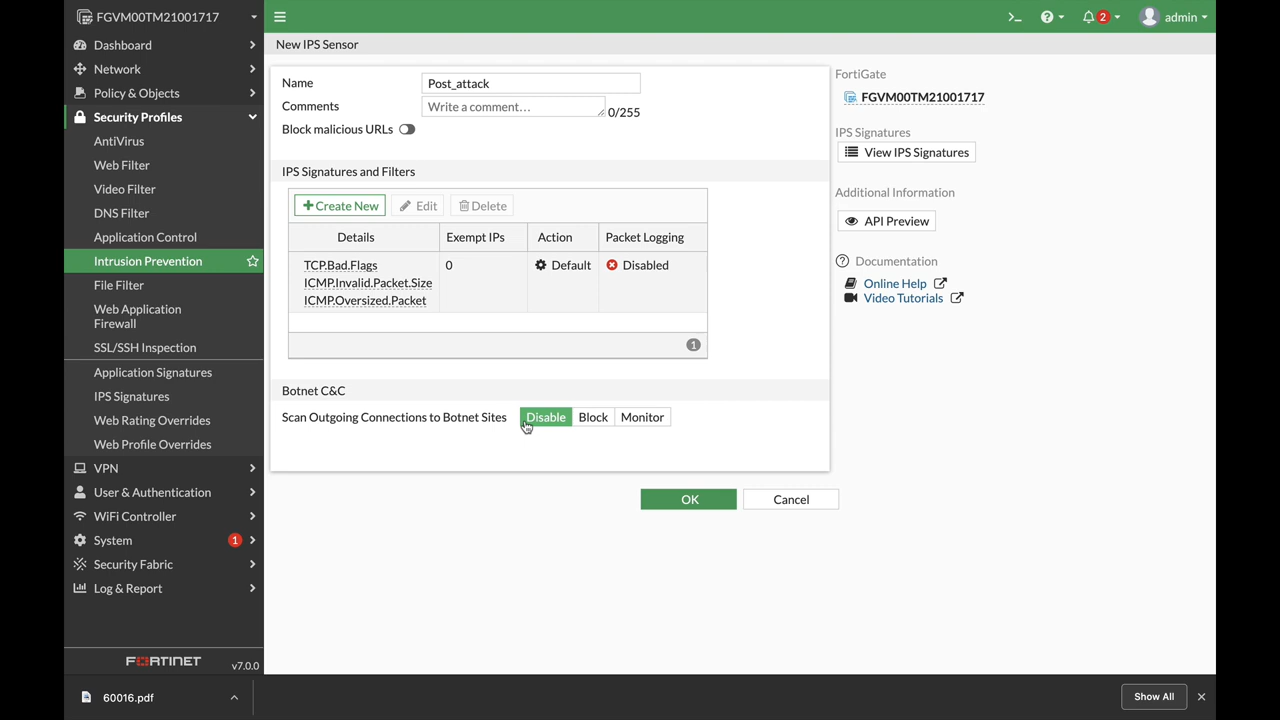 FGVM00TM21001717
2
admin
Dashboard
Network
Policy & Objects
Security Profiles
AntiVirus
Web Filter
Video Filter
DNS Filter
Application Control
Intrusion Prevention
File Filter
Web Application
Firewall
SSL/SSH Inspection
Application Signatures
IPS Signatures
Web Rating Overrides
Web Profile Overrides
VPN
User & Authentication
WiFi Controller
System 1
Security Fabric
Log & Report
FORTINET v7.0.0
New IPS Sensor
Name Post_attack
Comments Write a comment... 0/255
Block malicious URLs
IPS Signatures and Filters
Create New Edit Delete
Details Exempt IPs Action Packet Logging
TCP.Bad.Flags 0 Default Disabled
ICMP.Invalid.Packet.Size
ICMP.Oversized.Packet
1
Botnet C&C
Scan Outgoing Connections to Botnet Sites Disable Block Monitor
OK Cancel
FortiGate
FGVM00TM21001717
IPS Signatures
View IPS Signatures
Additional Information
API Preview
Documentation
Online Help
Video Tutorials
60016.pdf Show All